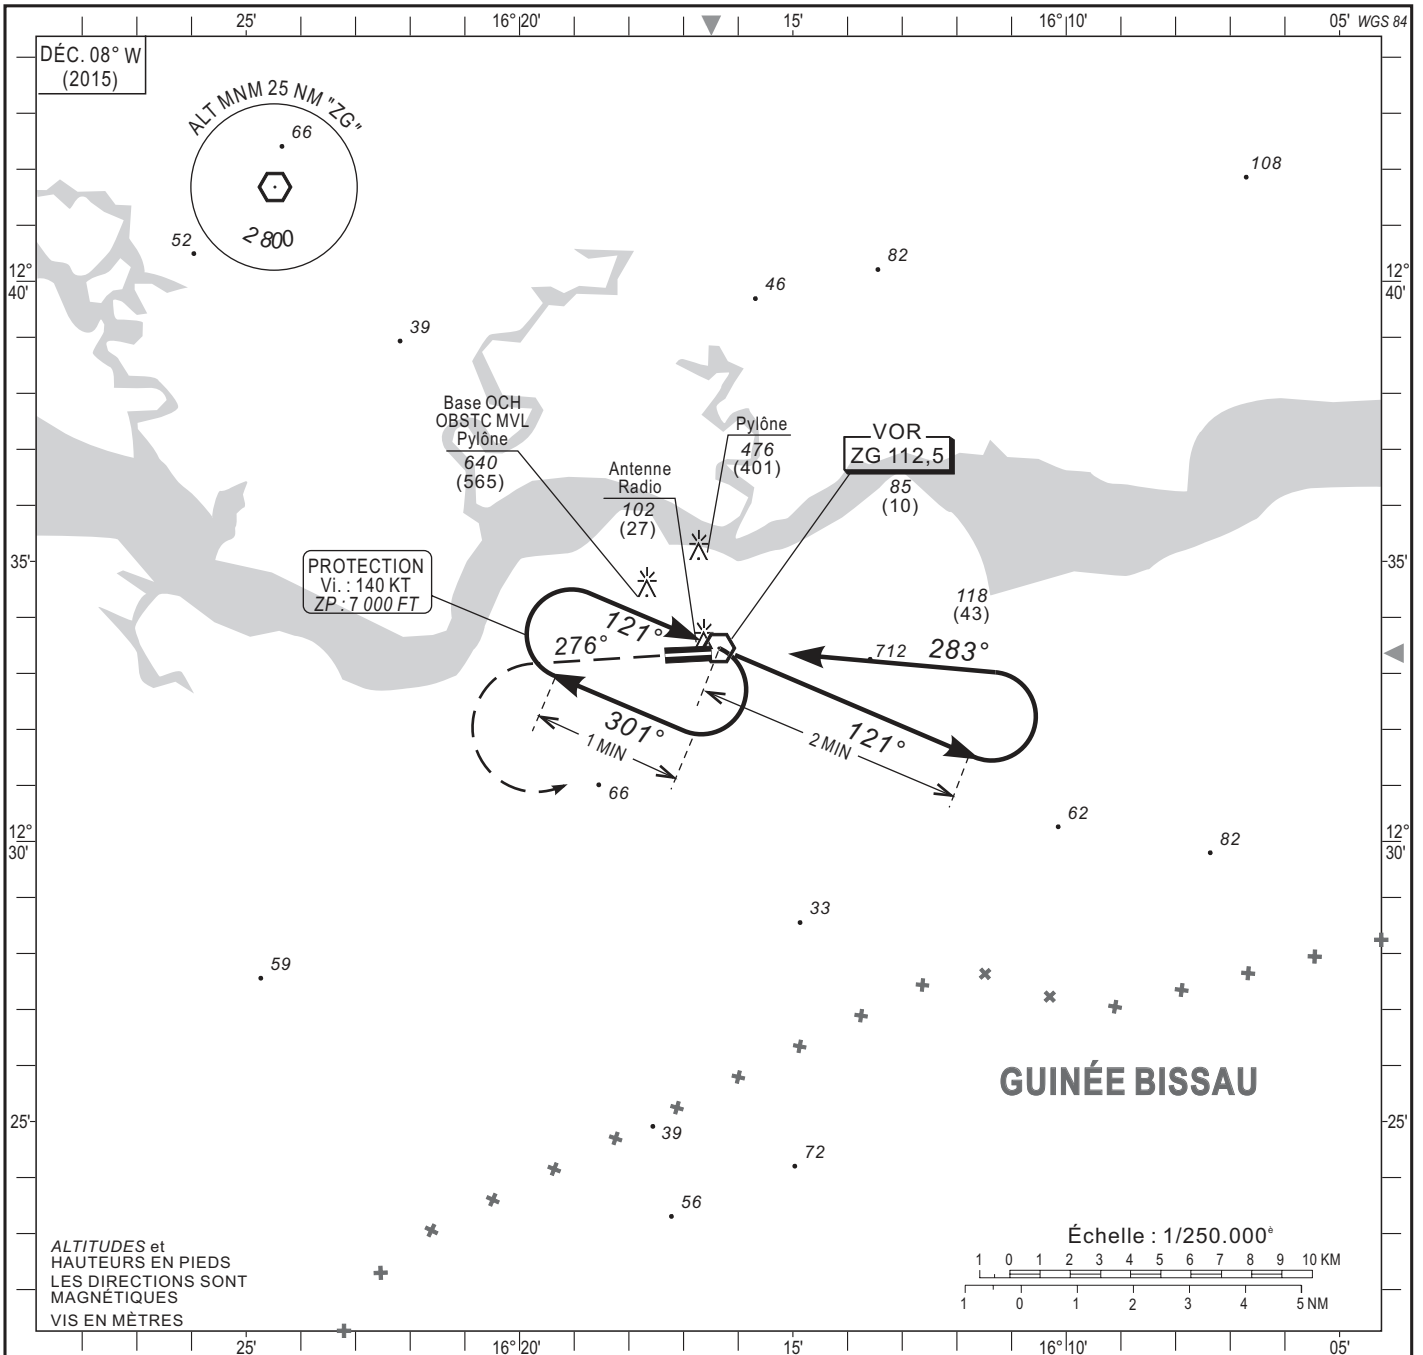 25'
16° 20'
15'
16° 10'
05'
WGS 84
DÉC. 08° W
(2015)
ALT MNM 25 NM "ZG"
66
2 800
108
52
82
12°
40'
12°
40'
46
39
Base OCH
OBSTC MVL
Pylône
640
(565)
Pylône
476
(401)
VOR
ZG 112,5
85
(10)
Antenne
Radio
102
(27)
35'
35'
PROTECTION
Vi. : 140 KT
ZP : 7 000 FT
118
(43)
121°
276°
712
283°
301°
1 MIN
121°
2 MIN
66
62
12°
30'
12°
30'
82
33
59
GUINÉE BISSAU
25'
25'
39
72
56
ALTITUDES et
HAUTEURS EN PIEDS
LES DIRECTIONS SONT
MAGNÉTIQUES
VIS EN MÈTRES
Échelle : 1/250.000è
1 0 1 2 3 4 5 6 7 8 9 10 KM
1 0 1 2 3 4 5 NM
25'
16° 20'
15'
16° 10'
05'